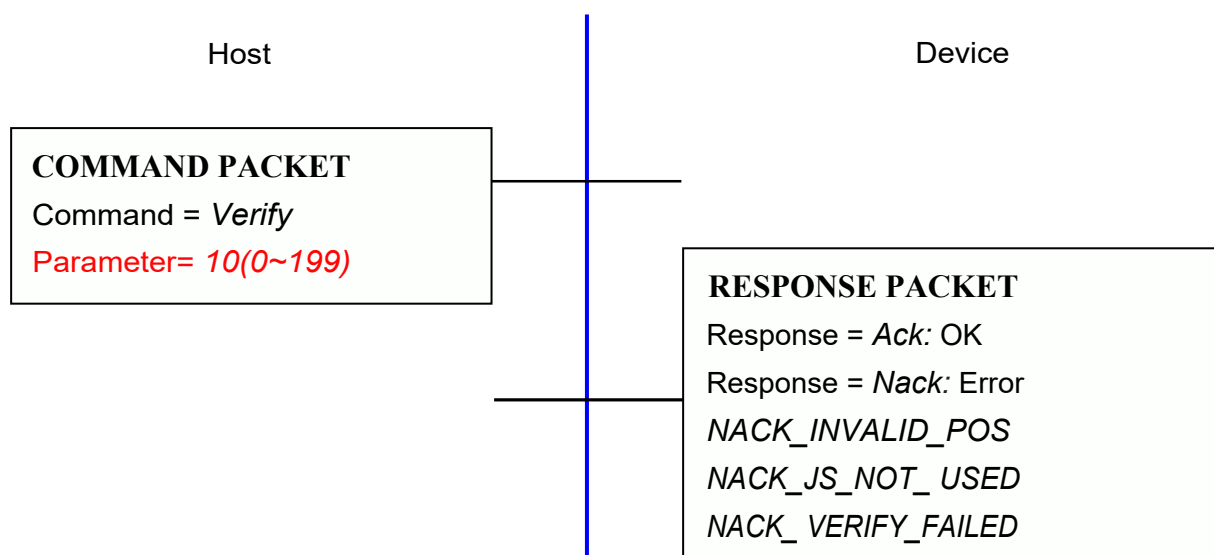 Host
Device
COMMAND PACKET
Command = Verify
Parameter= 10(0~199)
RESPONSE PACKET
Response = Ack: OK
Response = Nack: Error
NACK_INVALID_POS
NACK_JS_NOT_ USED
NACK_ VERIFY_FAILED